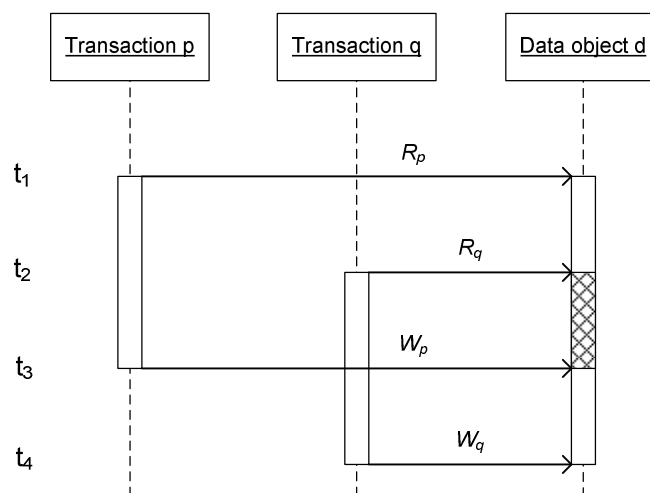 Transaction p
Transaction q
Data object d
t1
Rp
t2
Rq
t3
Wp
t4
Wq